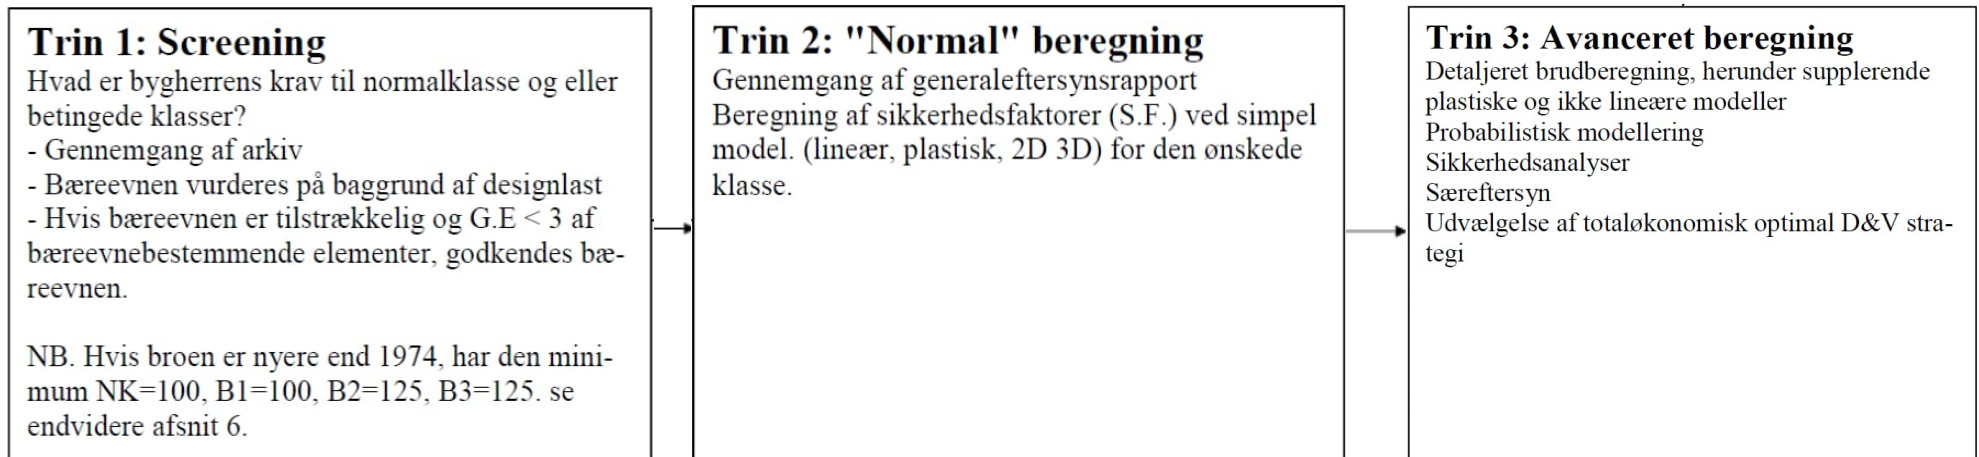 Trin 1: Screening
Hvad er bygherrens krav til normalklasse og eller
betingede klasser?
- Gennemgang af arkiv
- Bæreevnen vurderes på baggrund af designlast
- Hvis bæreevnen er tilstrækkelig og G.E < 3 af
bæreevnebestemmende elementer, godkendes bæ-
reevnen.
NB. Hvis broen er nyere end 1974, har den mini-
mum NK=100, B1=100, B2=125, B3=125. se
endvidere afsnit 6.
Trin 2: "Normal" beregning
Gennemgang af generaleftersynsrapport
Beregning af sikkerhedsfaktorer (S.F.) ved simpel
model. (lineær, plastisk, 2D 3D) for den ønskede
klasse.
Trin 3: Avanceret beregning
Detaljeret brudberegning, herunder supplerende
plastiske og ikke lineære modeller
Probabilistisk modellering
Sikkerhedsanalyser
Særeftersyn
Udvælgelse af totaløkonomisk optimal D&V stra-
tegi